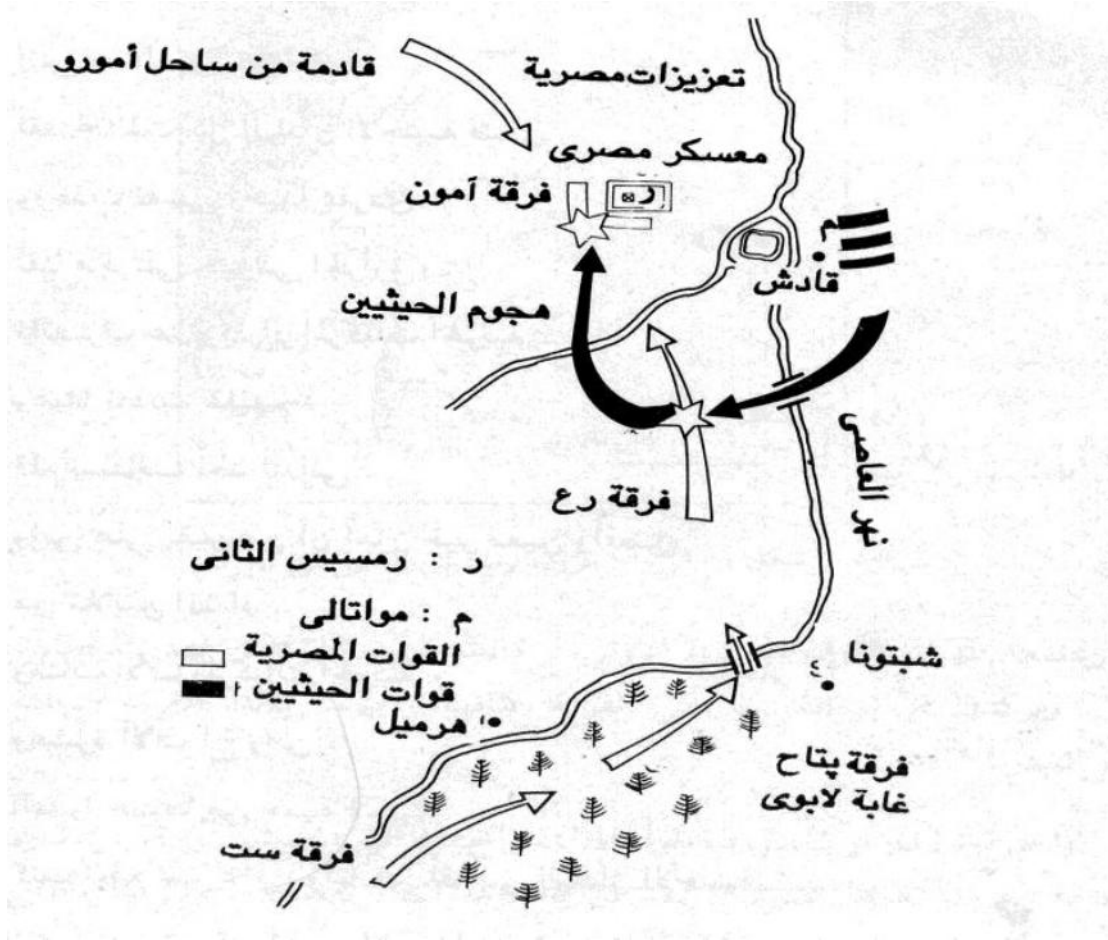 تعزيزات مصرية
قادمة من ساحل أمورو
معسكر مصرى
ر
فرقة آمون
م
قادش
هجوم الحيثيين
نهر العاصى
فرقة رع
ر : رمسيس الثانى
م : مواتالى
القوات المصرية
قوات الحيثيين
شبتونا
هرميل
فرقة پتاح
غابة لابوى
فرقة ست